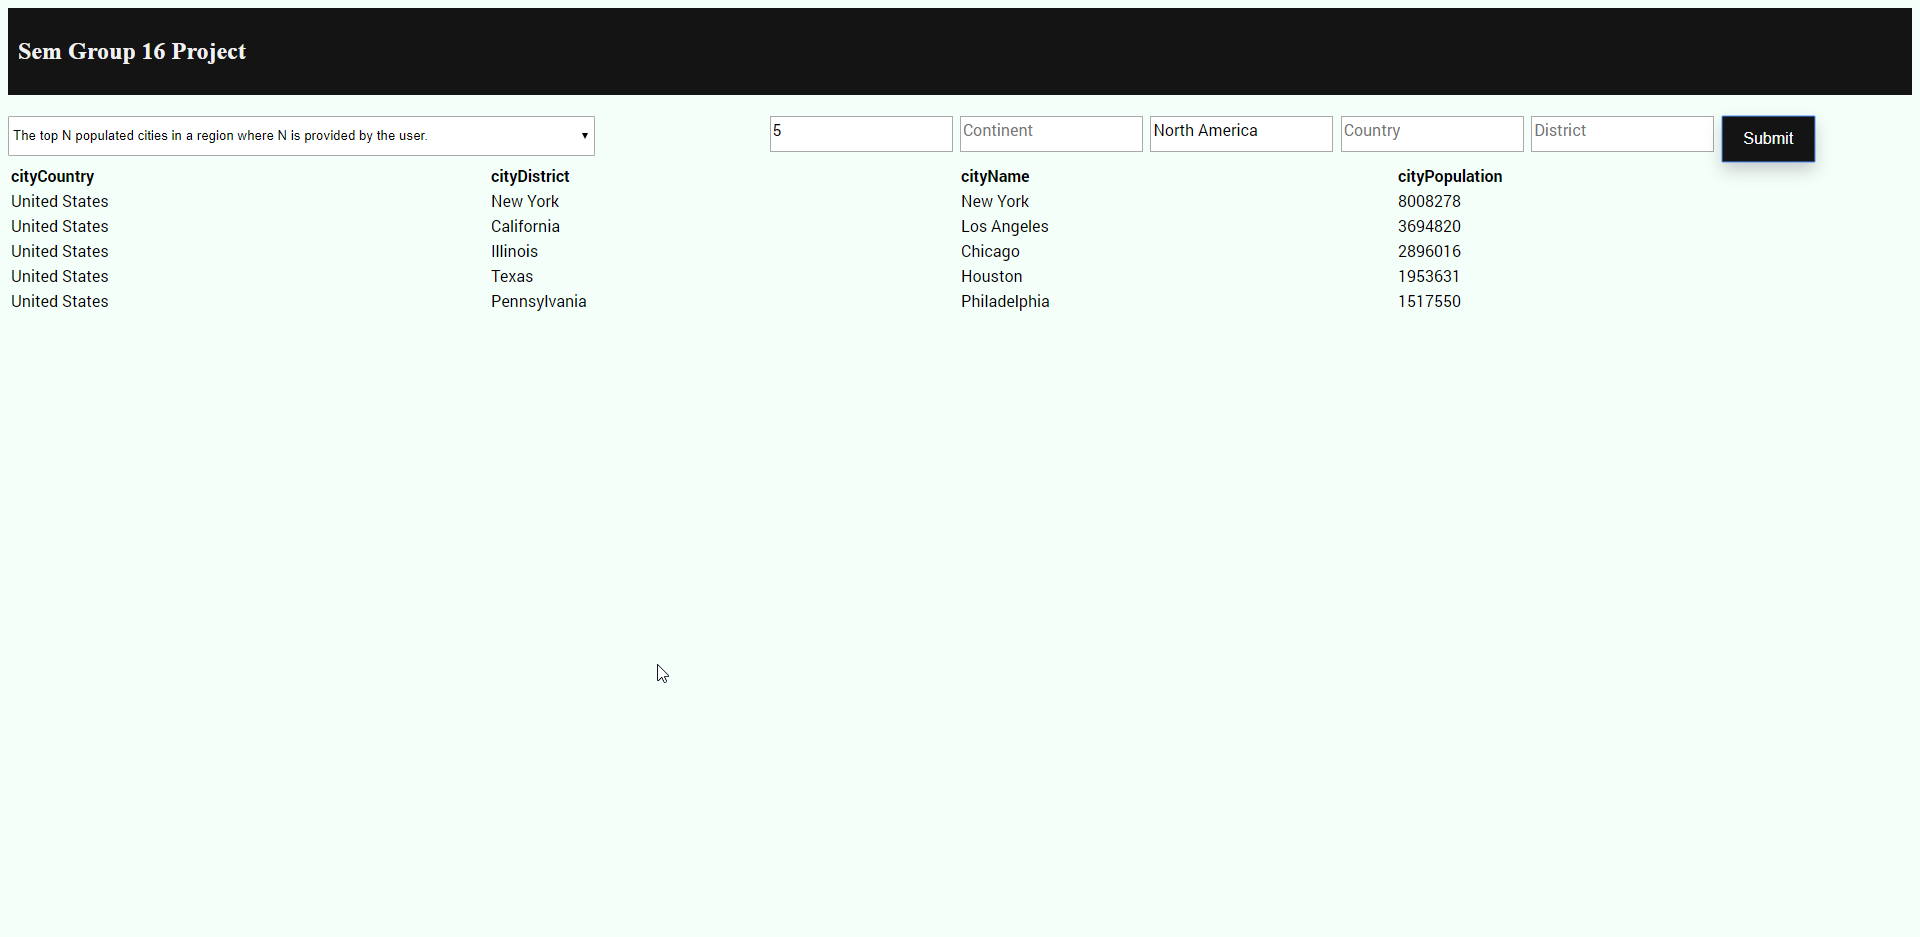 Sem Group 16 Project
The top N populated cities in a region where N is provided by the user. 5 Continent North America Country District Submit
cityCountry cityDistrict cityName cityPopulation
United States New York New York 8008278
United States California Los Angeles 3694820
United States Illinois Chicago 2896016
United States Texas Houston 1953631
United States Pennsylvania Philadelphia 1517550